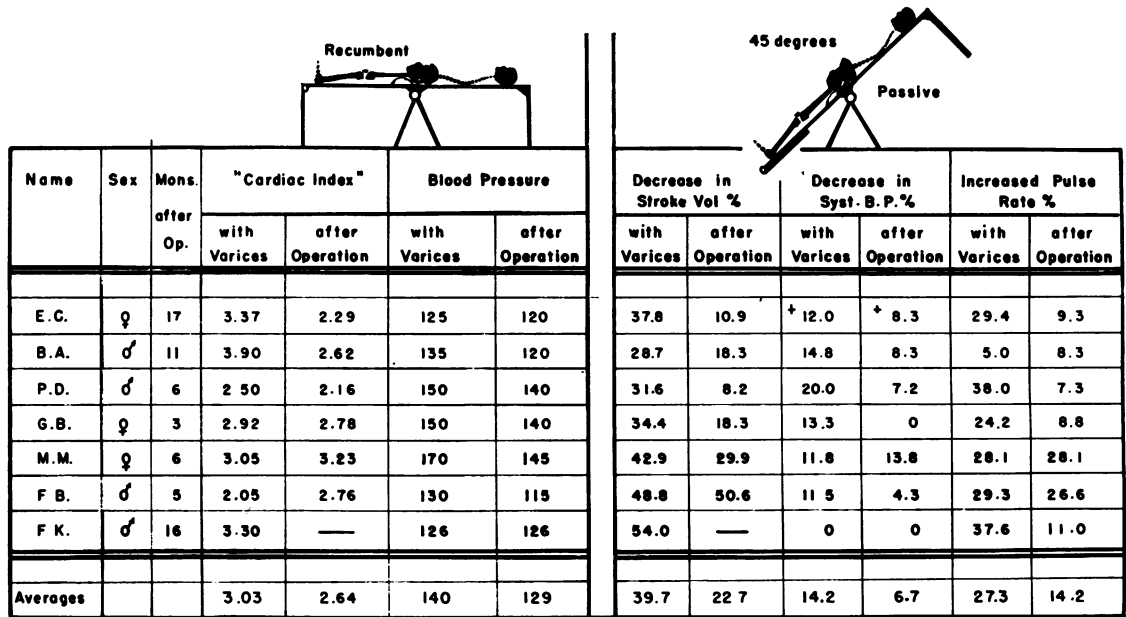 Recumbent
45 degrees
Passive
Name Sex Mons. after Op. "Cardiac Index" Blood Pressure Decrease in Stroke Vol % Decrease in Syst. B.P.% Increased Pulse Rate %
with Varices after Operation with Varices after Operation with Varices after Operation with Varices after Operation with Varices after Operation
E.C. ♀ 17 3.37 2.29 125 120 37.8 10.9 + 12.0 + 8.3 29.4 9.3
B.A. ♂ 11 3.90 2.62 135 120 28.7 18.3 14.8 8.3 5.0 8.3
P.D. ♂ 6 2 50 2.16 150 140 31.6 8.2 20.0 7.2 38.0 7.3
G.B. ♀ 3 2.92 2.78 150 140 34.4 18.3 13.3 0 24.2 8.8
M.M. ♀ 6 3.05 3.23 170 145 42.9 29.9 11.8 13.8 28.1 28.1
F B. ♂ 5 2.05 2.76 130 115 48.8 50.6 11 5 4.3 29.3 26.6
F K. ♂ 16 3.30 — 126 126 54.0 — 0 0 37.6 11.0
Averages 3.03 2.64 140 129 39.7 22 7 14.2 6.7 27.3 14.2